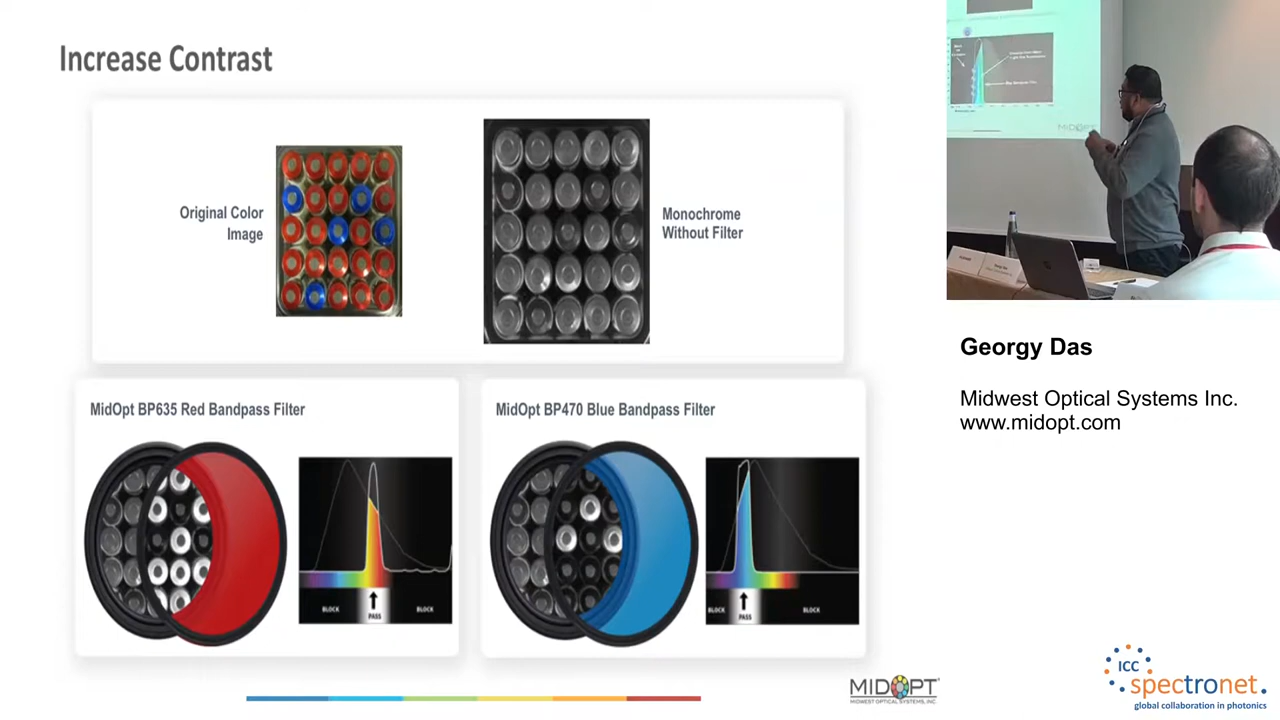 Increase Contrast
Original Color
Image
Monochrome
Without Filter
MidOpt BP635 Red Bandpass Filter
BLOCK
PASS
BLOCK
MidOpt BP470 Blue Bandpass Filter
BLOCK
PASS
BLOCK
MIDOPT
MIDWEST OPTICAL SYSTEMS, INC.
MIDOPT
Georgy Das
Midwest Optical Systems Inc.
www.midopt.com
ICC
spectronet
global collaboration in photonics